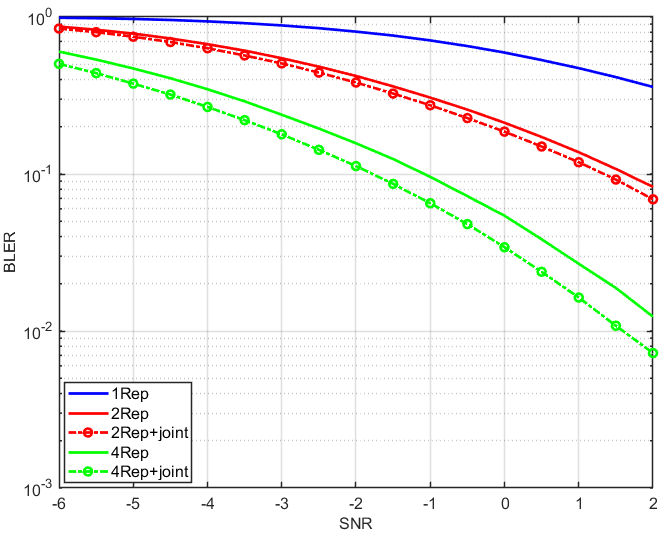 10^0
10^-1
10^-2
10^-3
BLER
1Rep
2Rep
2Rep+joint
4Rep
4Rep+joint
-6 -5 -4 -3 -2 -1 0 1 2
SNR